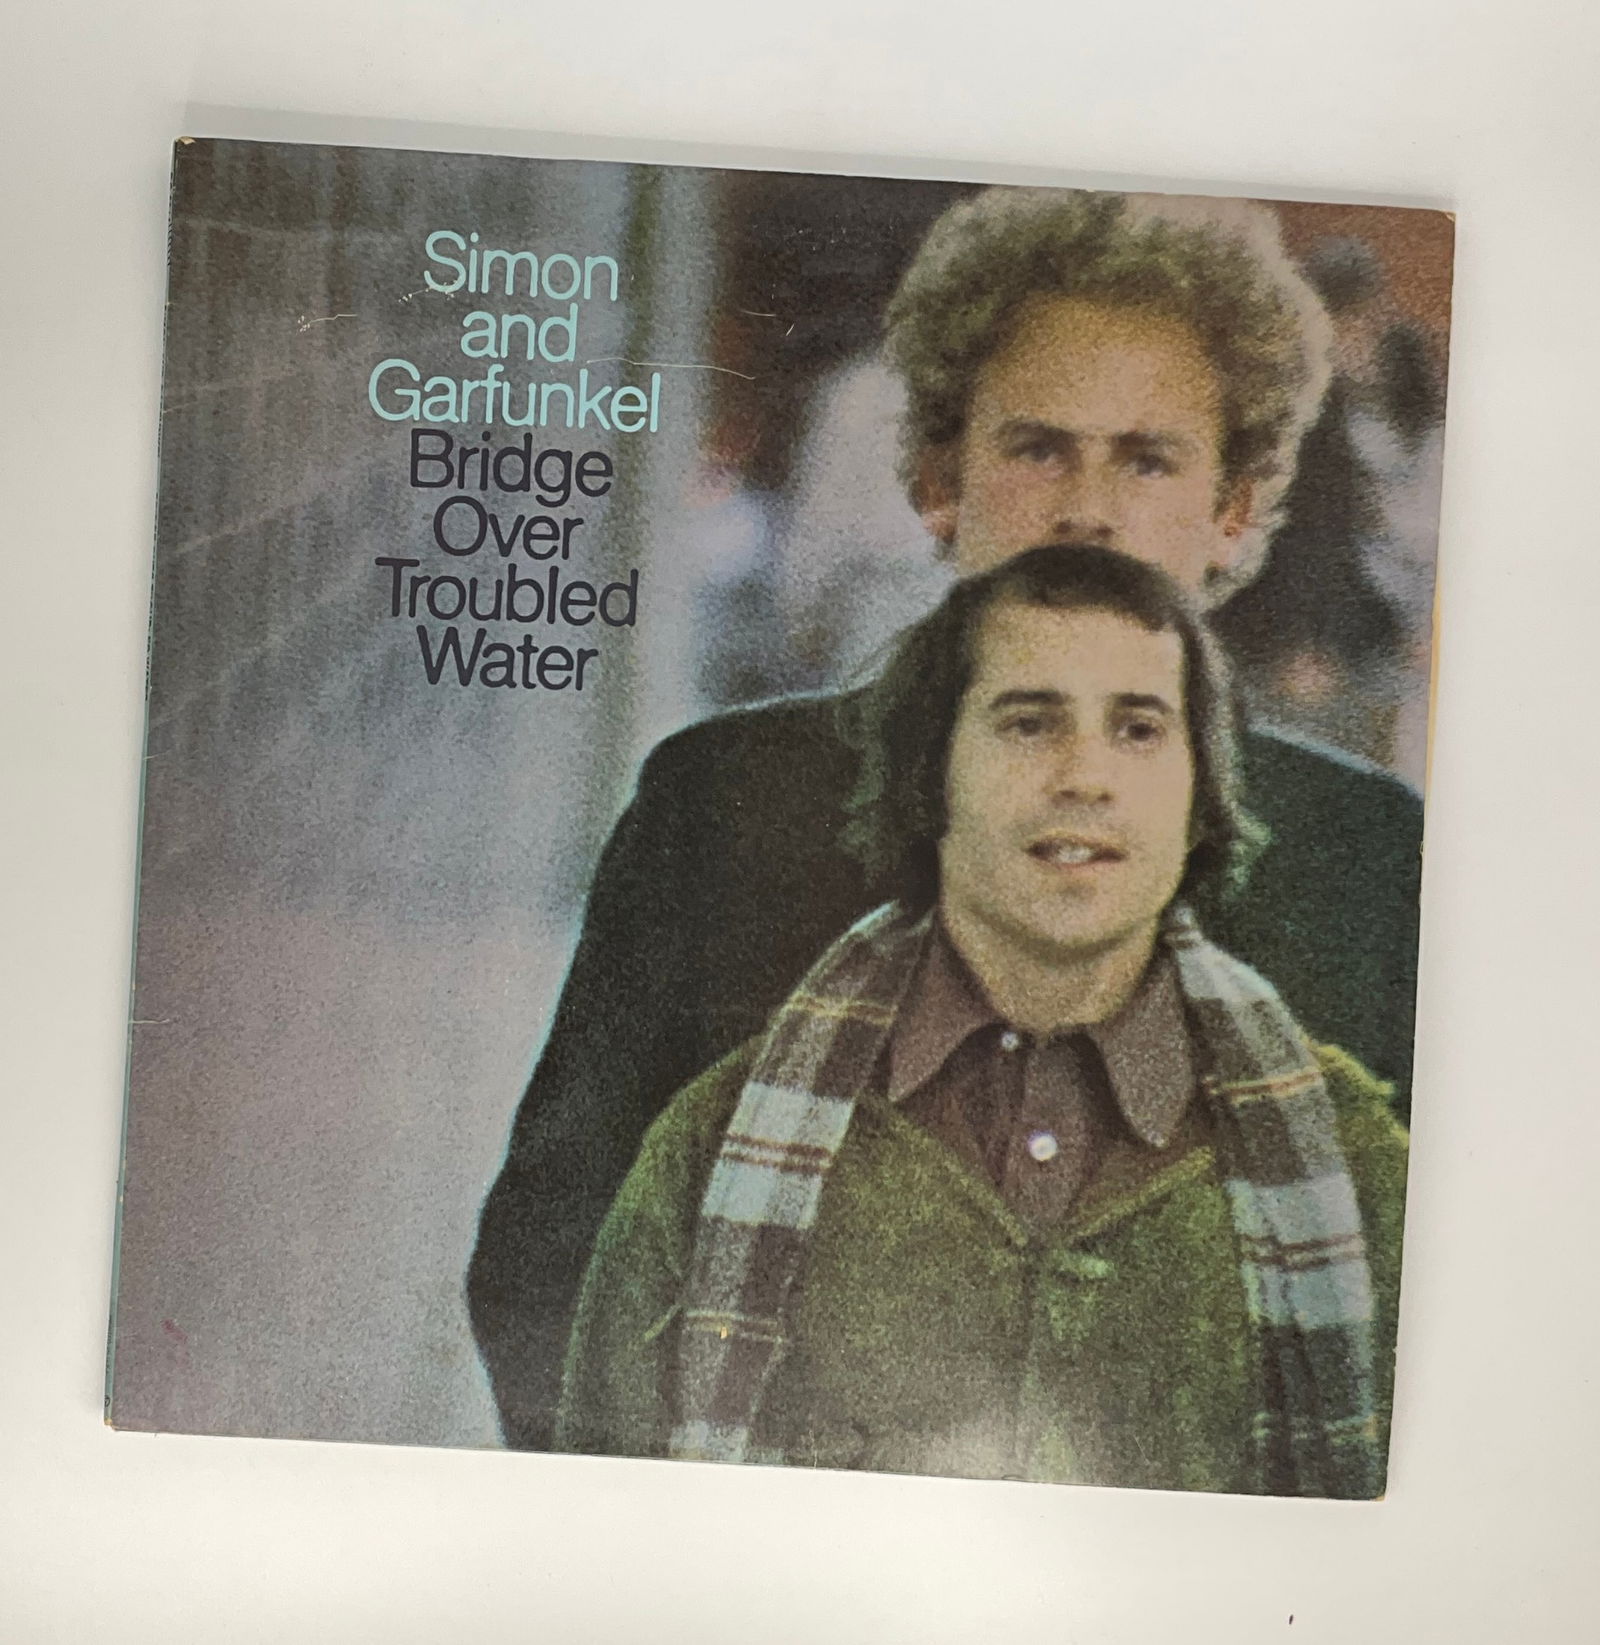 Simon
and
Garfunkel
Bridge
Over
Troubled
Water